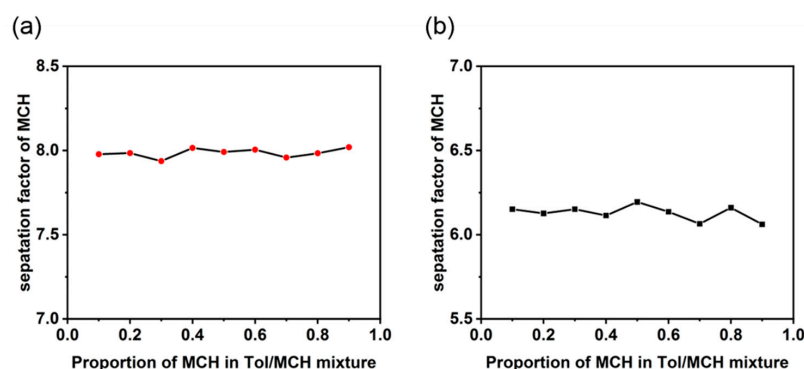 (a)
(b)
sepatation factor of MCH
8.5
8.0
7.5
7.0
0.0 0.2 0.4 0.6 0.8 1.0
Proportion of MCH in Tol/MCH mixture
sepatation factor of MCH
7.0
6.5
6.0
5.5
0.0 0.2 0.4 0.6 0.8 1.0
Proportion of MCH in Tol/MCH mixture